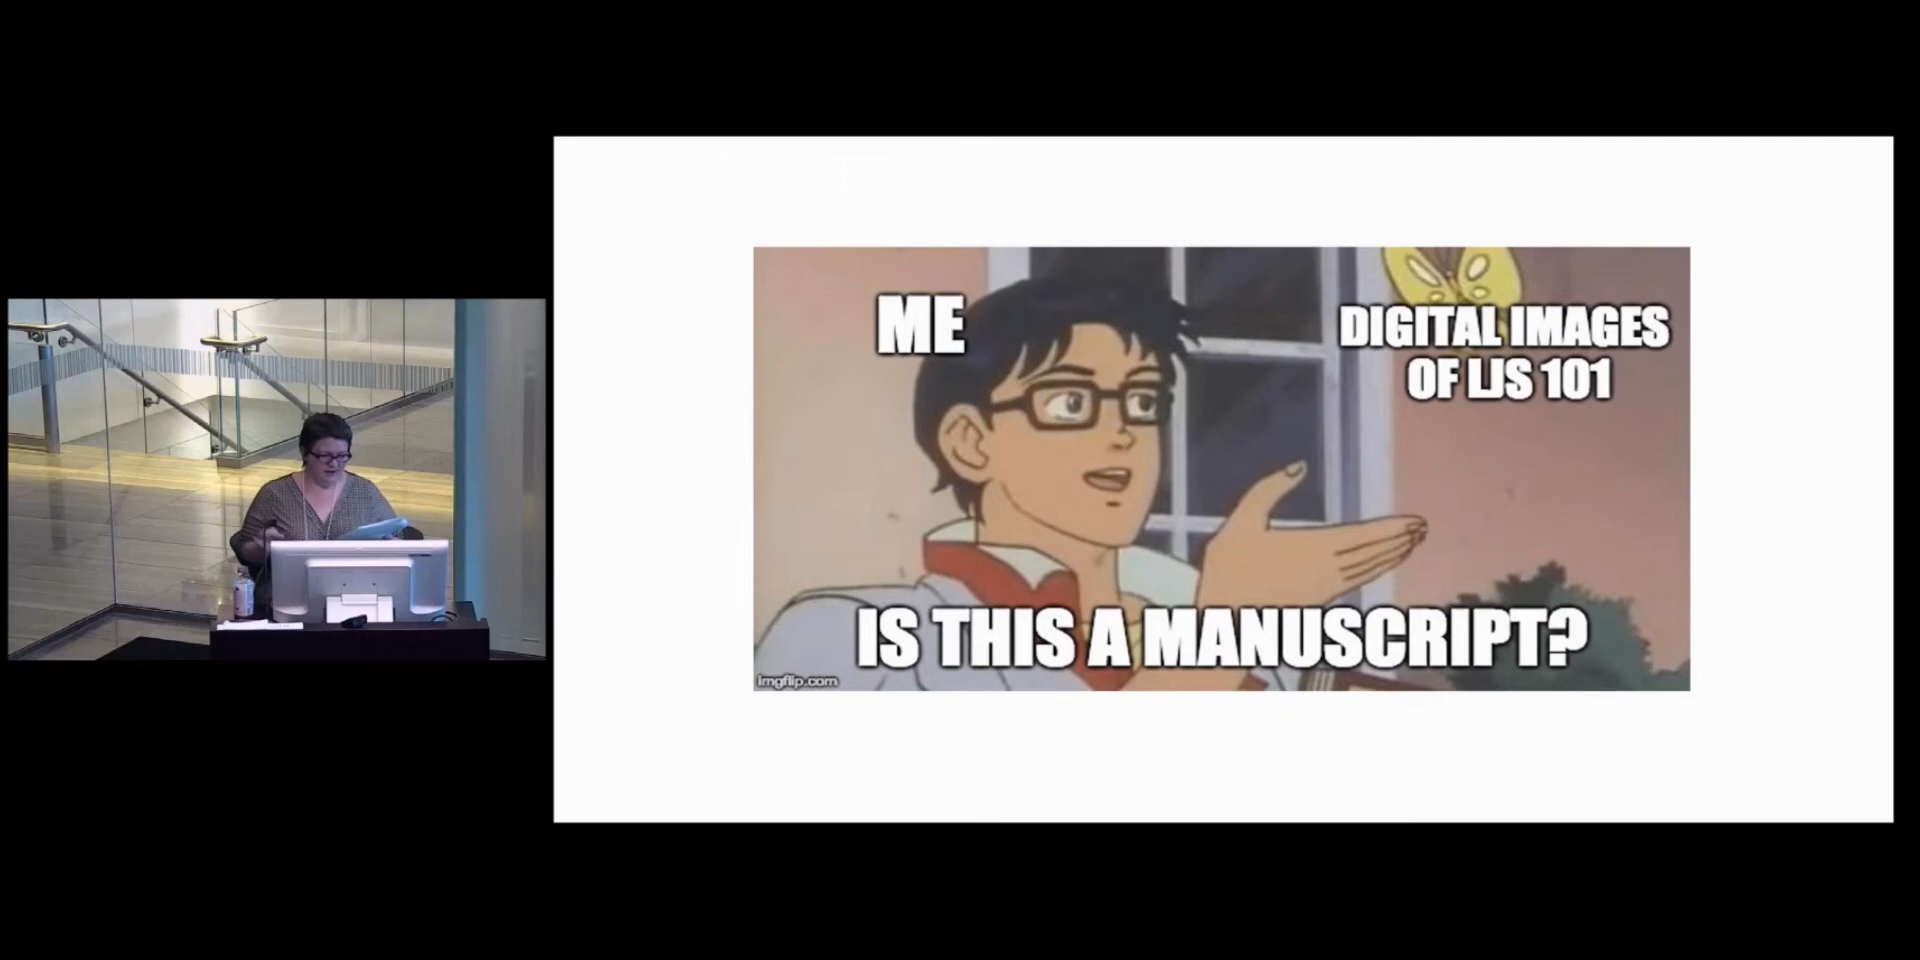 ME
DIGITAL IMAGES
OF LJS 101
IS THIS A MANUSCRIPT?
imgflip.com